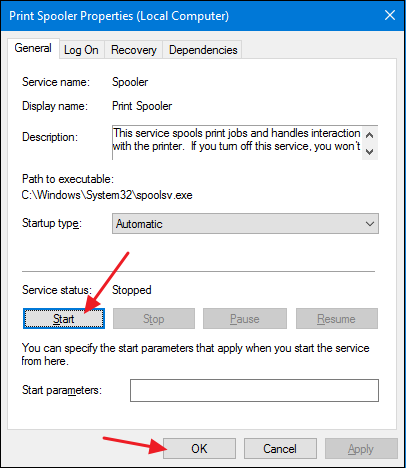 Print Spooler Properties (Local Computer)
General Log On Recovery Dependencies
Service name: Spooler
Display name: Print Spooler
Description: This service spools print jobs and handles interaction
with the printer. If you turn off this service, you won't
Path to executable:
C:\Windows\System32\spoolsv.exe
Startup type: Automatic
Service status: Stopped
Start Stop Pause Resume
You can specify the start parameters that apply when you start the service
from here.
Start parameters:
OK Cancel Apply